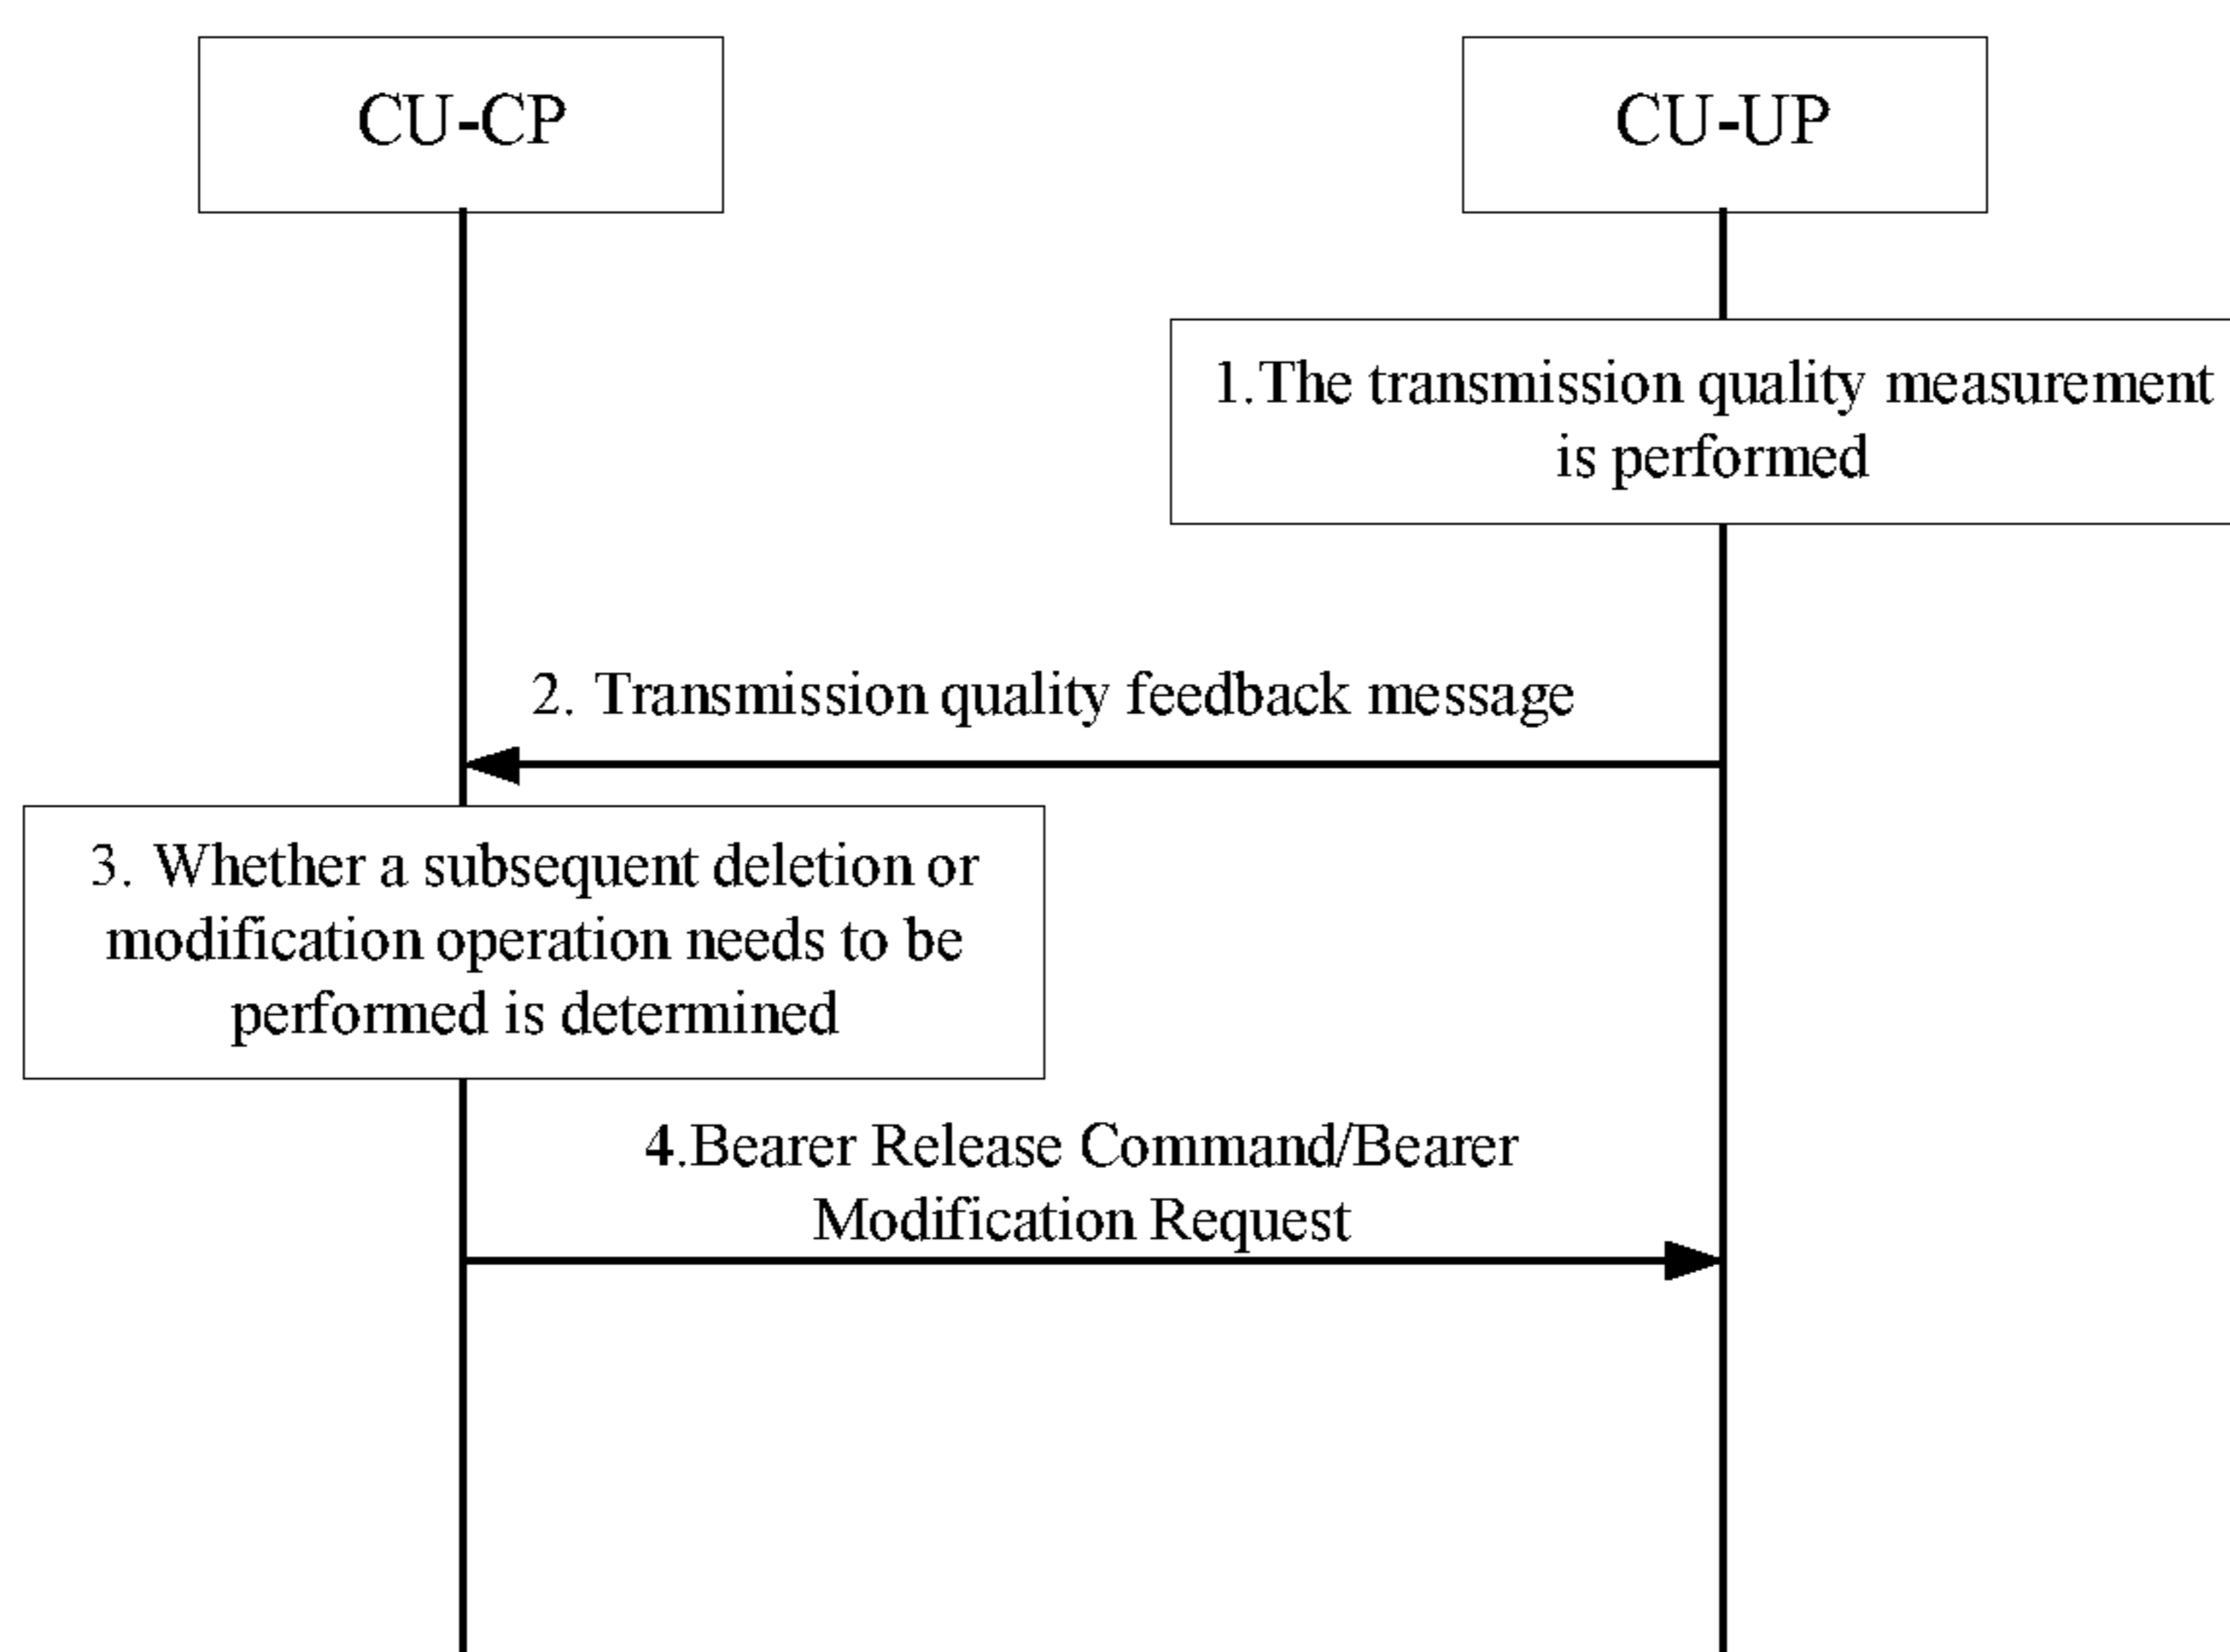 CU-CP
CU-UP
1.The transmission quality measurement
is performed
2. Transmission quality feedback message
3. Whether a subsequent deletion or
modification operation needs to be
performed is determined
4.Bearer Release Command/Bearer
Modification Request